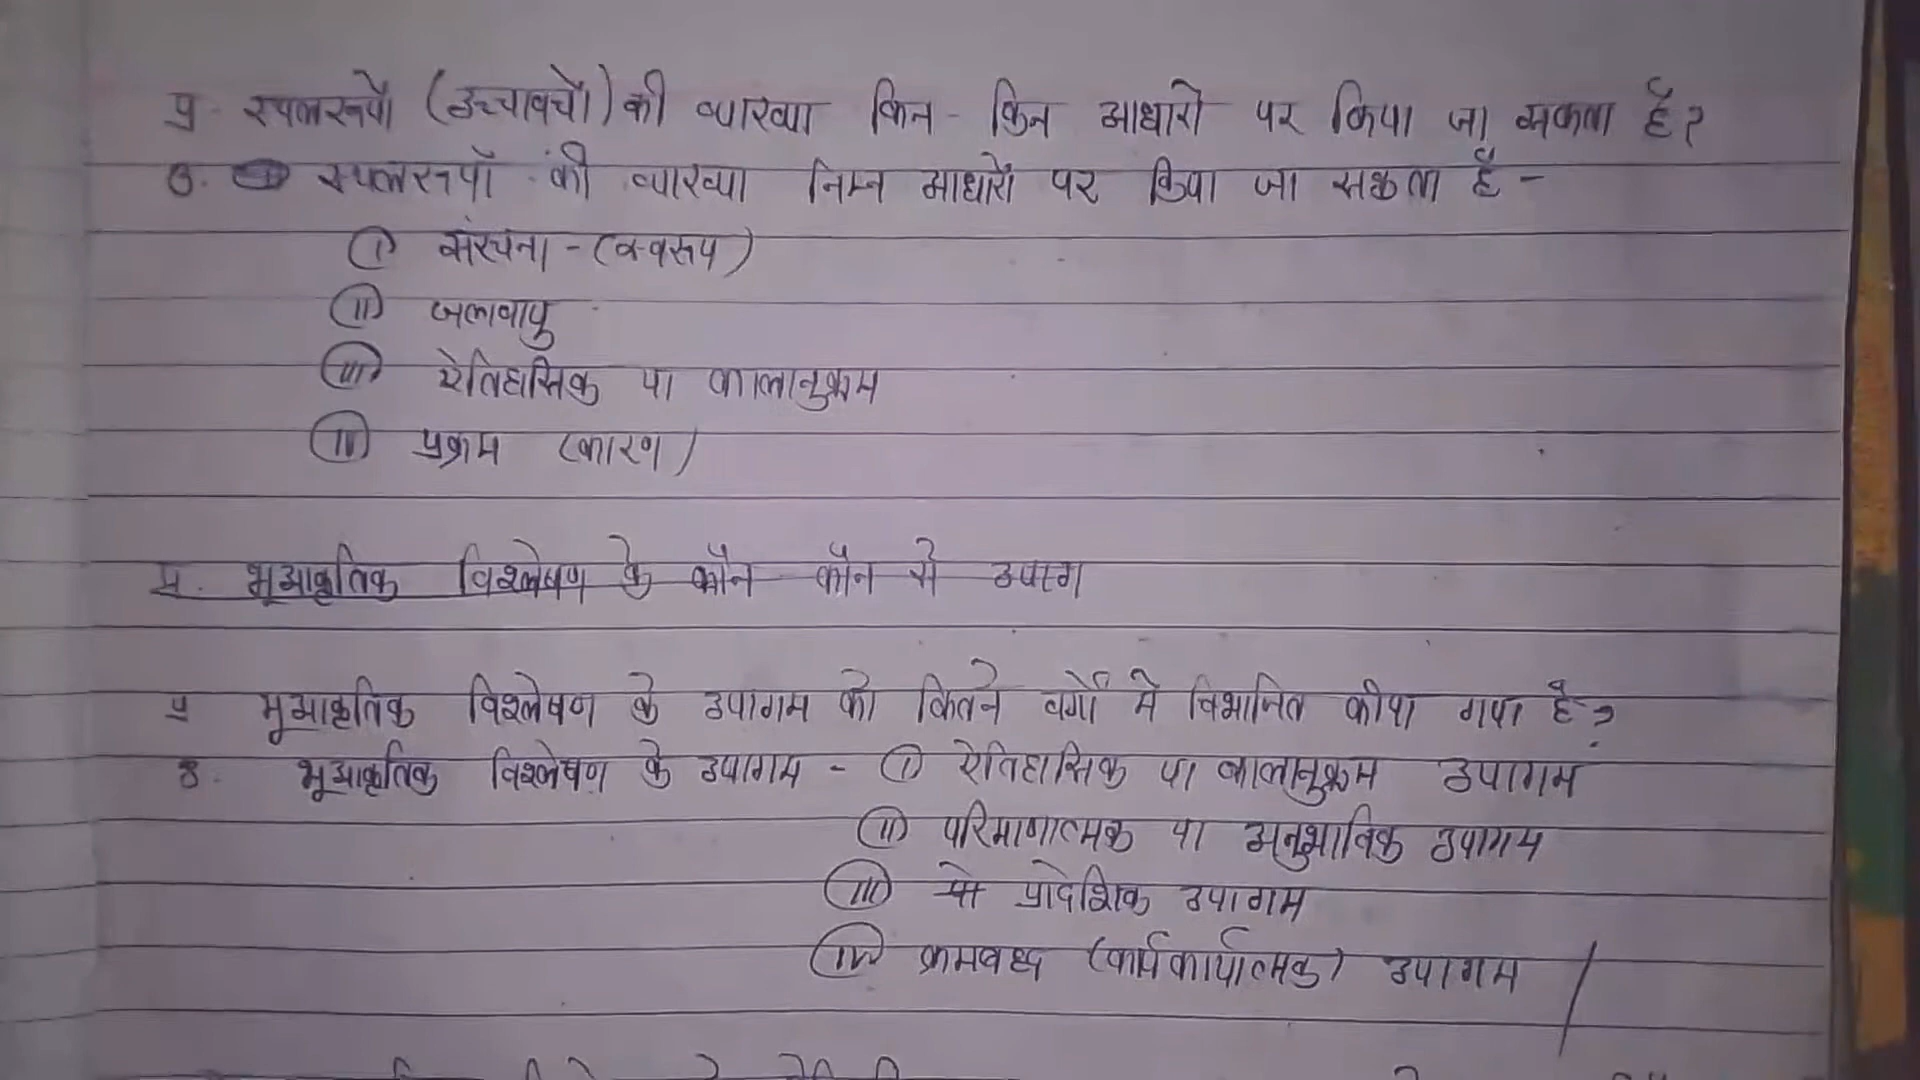 प्र. स्थलरूपों (उच्चावचों) की व्याख्या किन - किन आधारों पर किया जा सकता है?
उ. स्थलरूपों की व्याख्या निम्न आधारों पर किया जा सकता है -
(I) संरचना - (स्वरूप)
(II) जलवायु
(III) ऐतिहासिक या कालानुक्रम
(IV) प्रक्रम (कारण)
प्र. भूआकृतिक विश्लेषण के कौन कौन से उपाग
प्र भूआकृतिक विश्लेषण के उपागम को कितने वर्गों में विभाजित कीया गया है?
उ. भूआकृतिक विश्लेषण के उपागम - (I) ऐतिहासिक या कालानुक्रम उपागम
(II) परिमाणात्मक या अनुभाविक उपागम
(III) प्रादेशिक उपागम
(IV) क्रमबद्ध (कार्यकार्यात्मक) उपागम